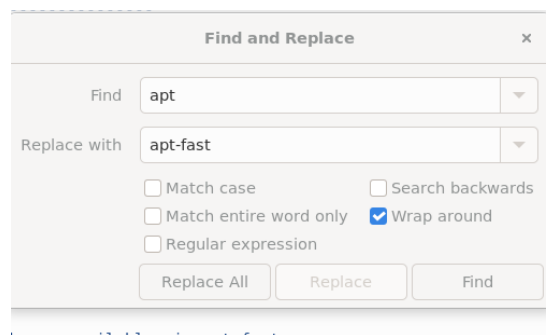 Find and Replace
Find apt
Replace with apt-fast
Match case Search backwards
Match entire word only Wrap around
Regular expression
Replace All Replace Find